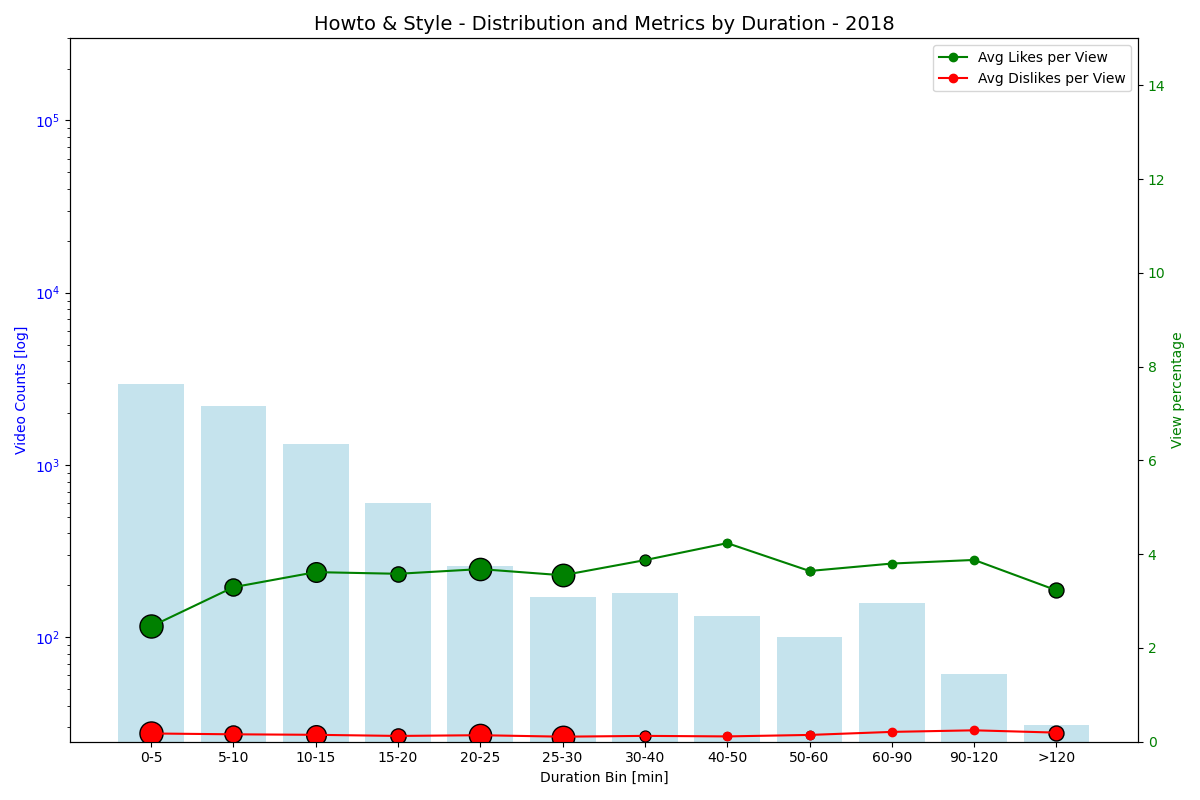 Howto & Style - Distribution and Metrics by Duration - 2018
Avg Likes per View
Avg Dislikes per View
Video Counts [log]
10^5
10^4
10^3
10^2
View percentage
14
12
10
8
6
4
2
0
0-5 5-10 10-15 15-20 20-25 25-30 30-40 40-50 50-60 60-90 90-120 >120
Duration Bin [min]